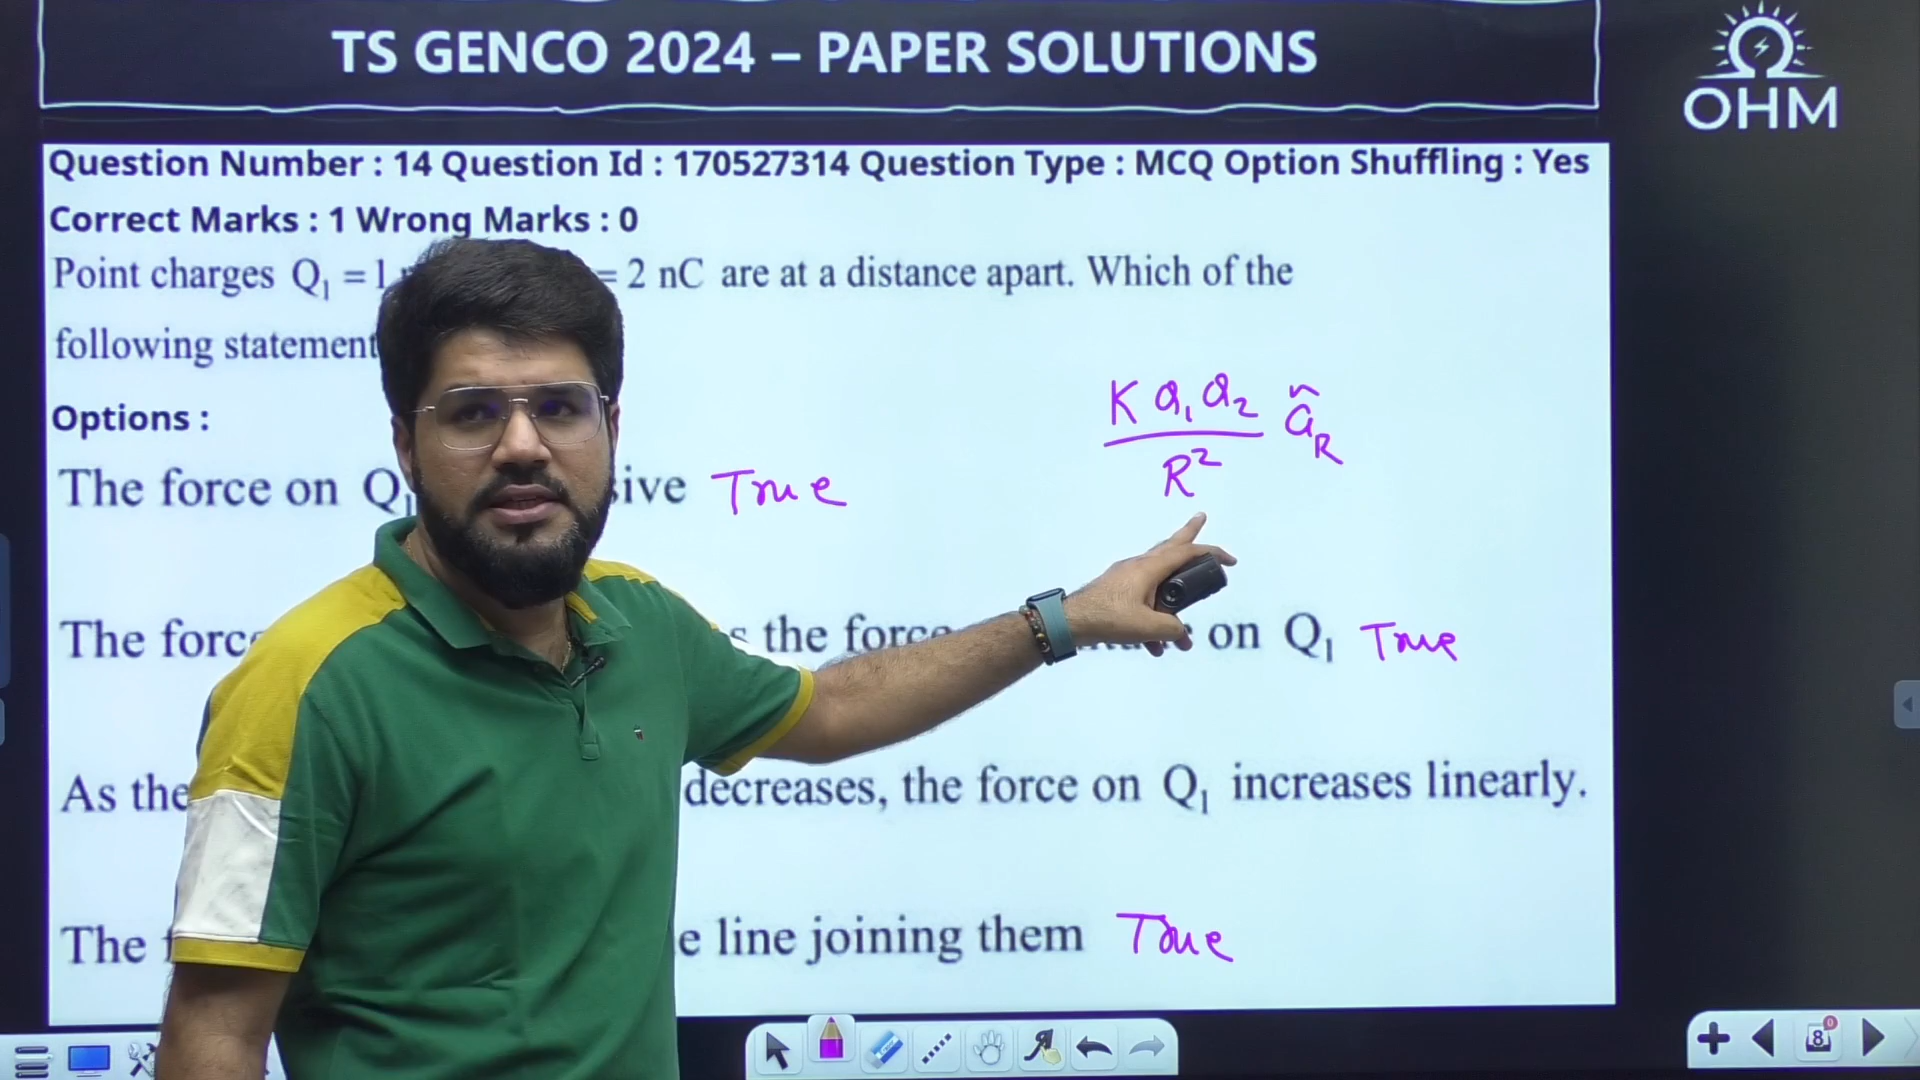 TS GENCO 2024 – PAPER SOLUTIONS
OHM
Question Number : 14 Question Id : 170527314 Question Type : MCQ Option Shuffling : Yes
Correct Marks : 1 Wrong Marks : 0
Point charges Q₁ = 1 = 2 nC are at a distance apart. Which of the
following statement
K Q₁ Q₂ âR
R²
Options :
The force on Q₁ sive True
The force the force on Q₁ True
As the decreases, the force on Q₁ increases linearly.
The line joining them True
8
0